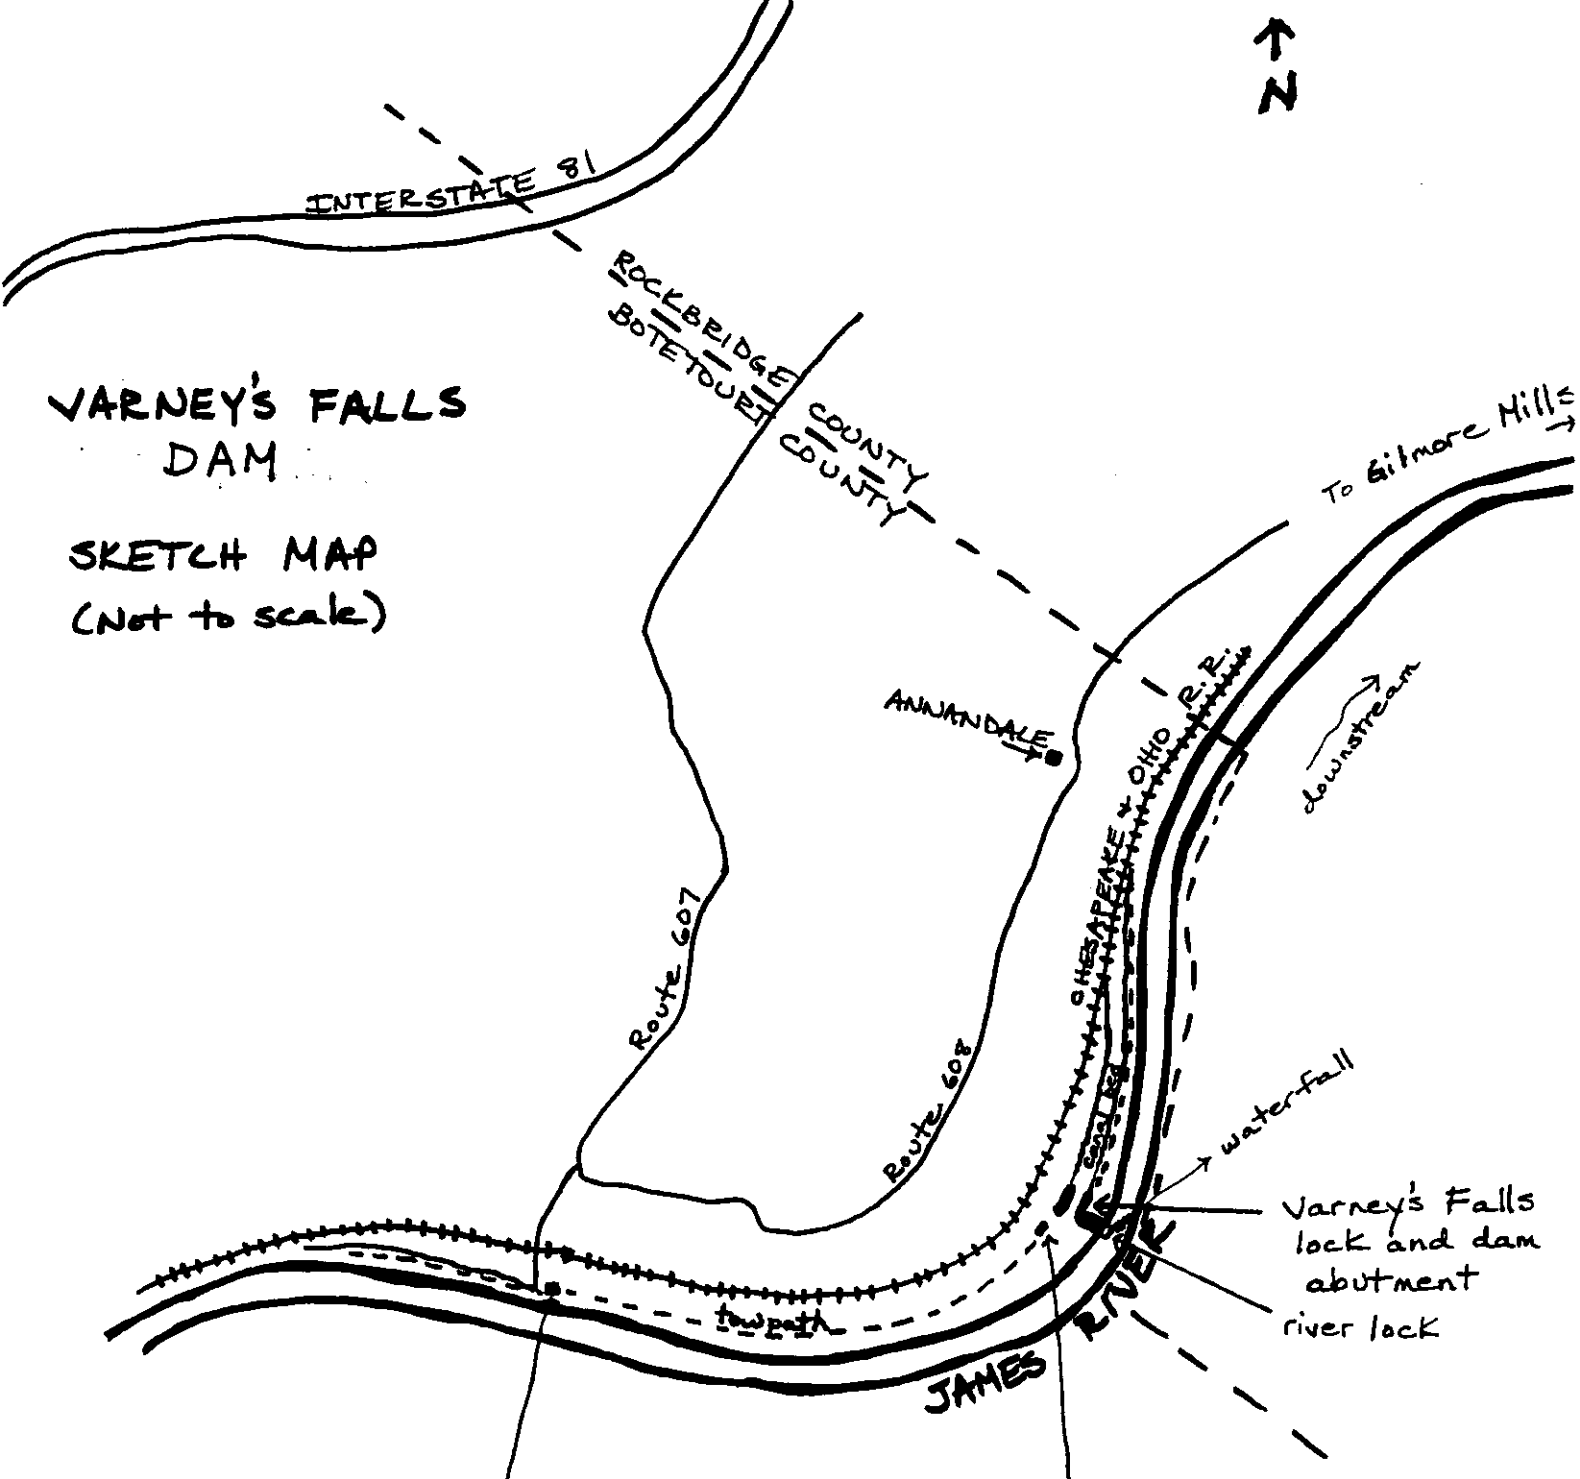 N
INTERSTATE 81
ROCKBRIDGE COUNTY
BOTETOURT COUNTY
VARNEY'S FALLS
DAM
SKETCH MAP
(Not to scale)
To Gilmore Mills
ANNANDALE
CHESAPEAKE & OHIO R.R.
downstream
Route 607
Route 608
canal bed
waterfall
Varney's Falls
lock and dam
abutment
river lock
towpath
JAMES RIVER